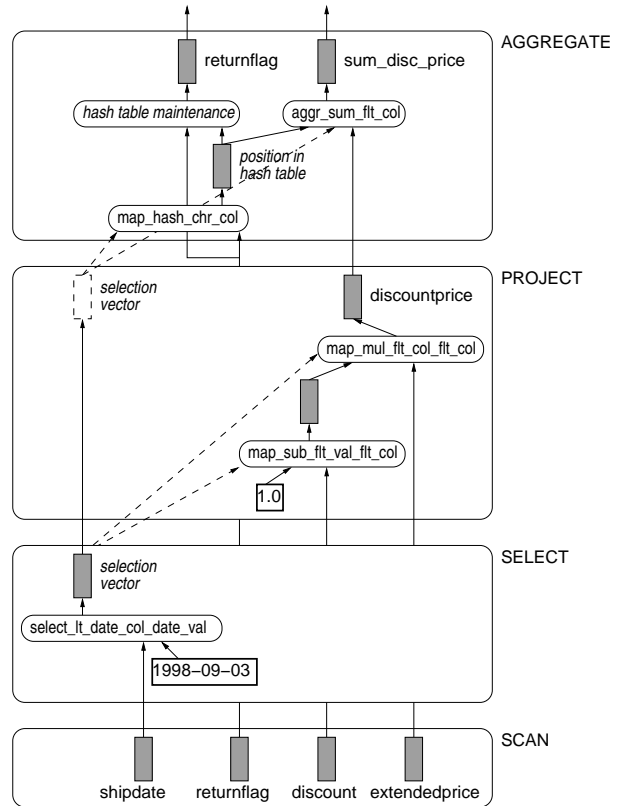 AGGREGATE
returnflag
sum_disc_price
hash table maintenance
aggr_sum_flt_col
position in
hash table
map_hash_chr_col
PROJECT
selection
vector
discountprice
map_mul_flt_col_flt_col
map_sub_flt_val_flt_col
1.0
SELECT
selection
vector
select_lt_date_col_date_val
1998−09−03
SCAN
shipdate
returnflag
discount
extendedprice